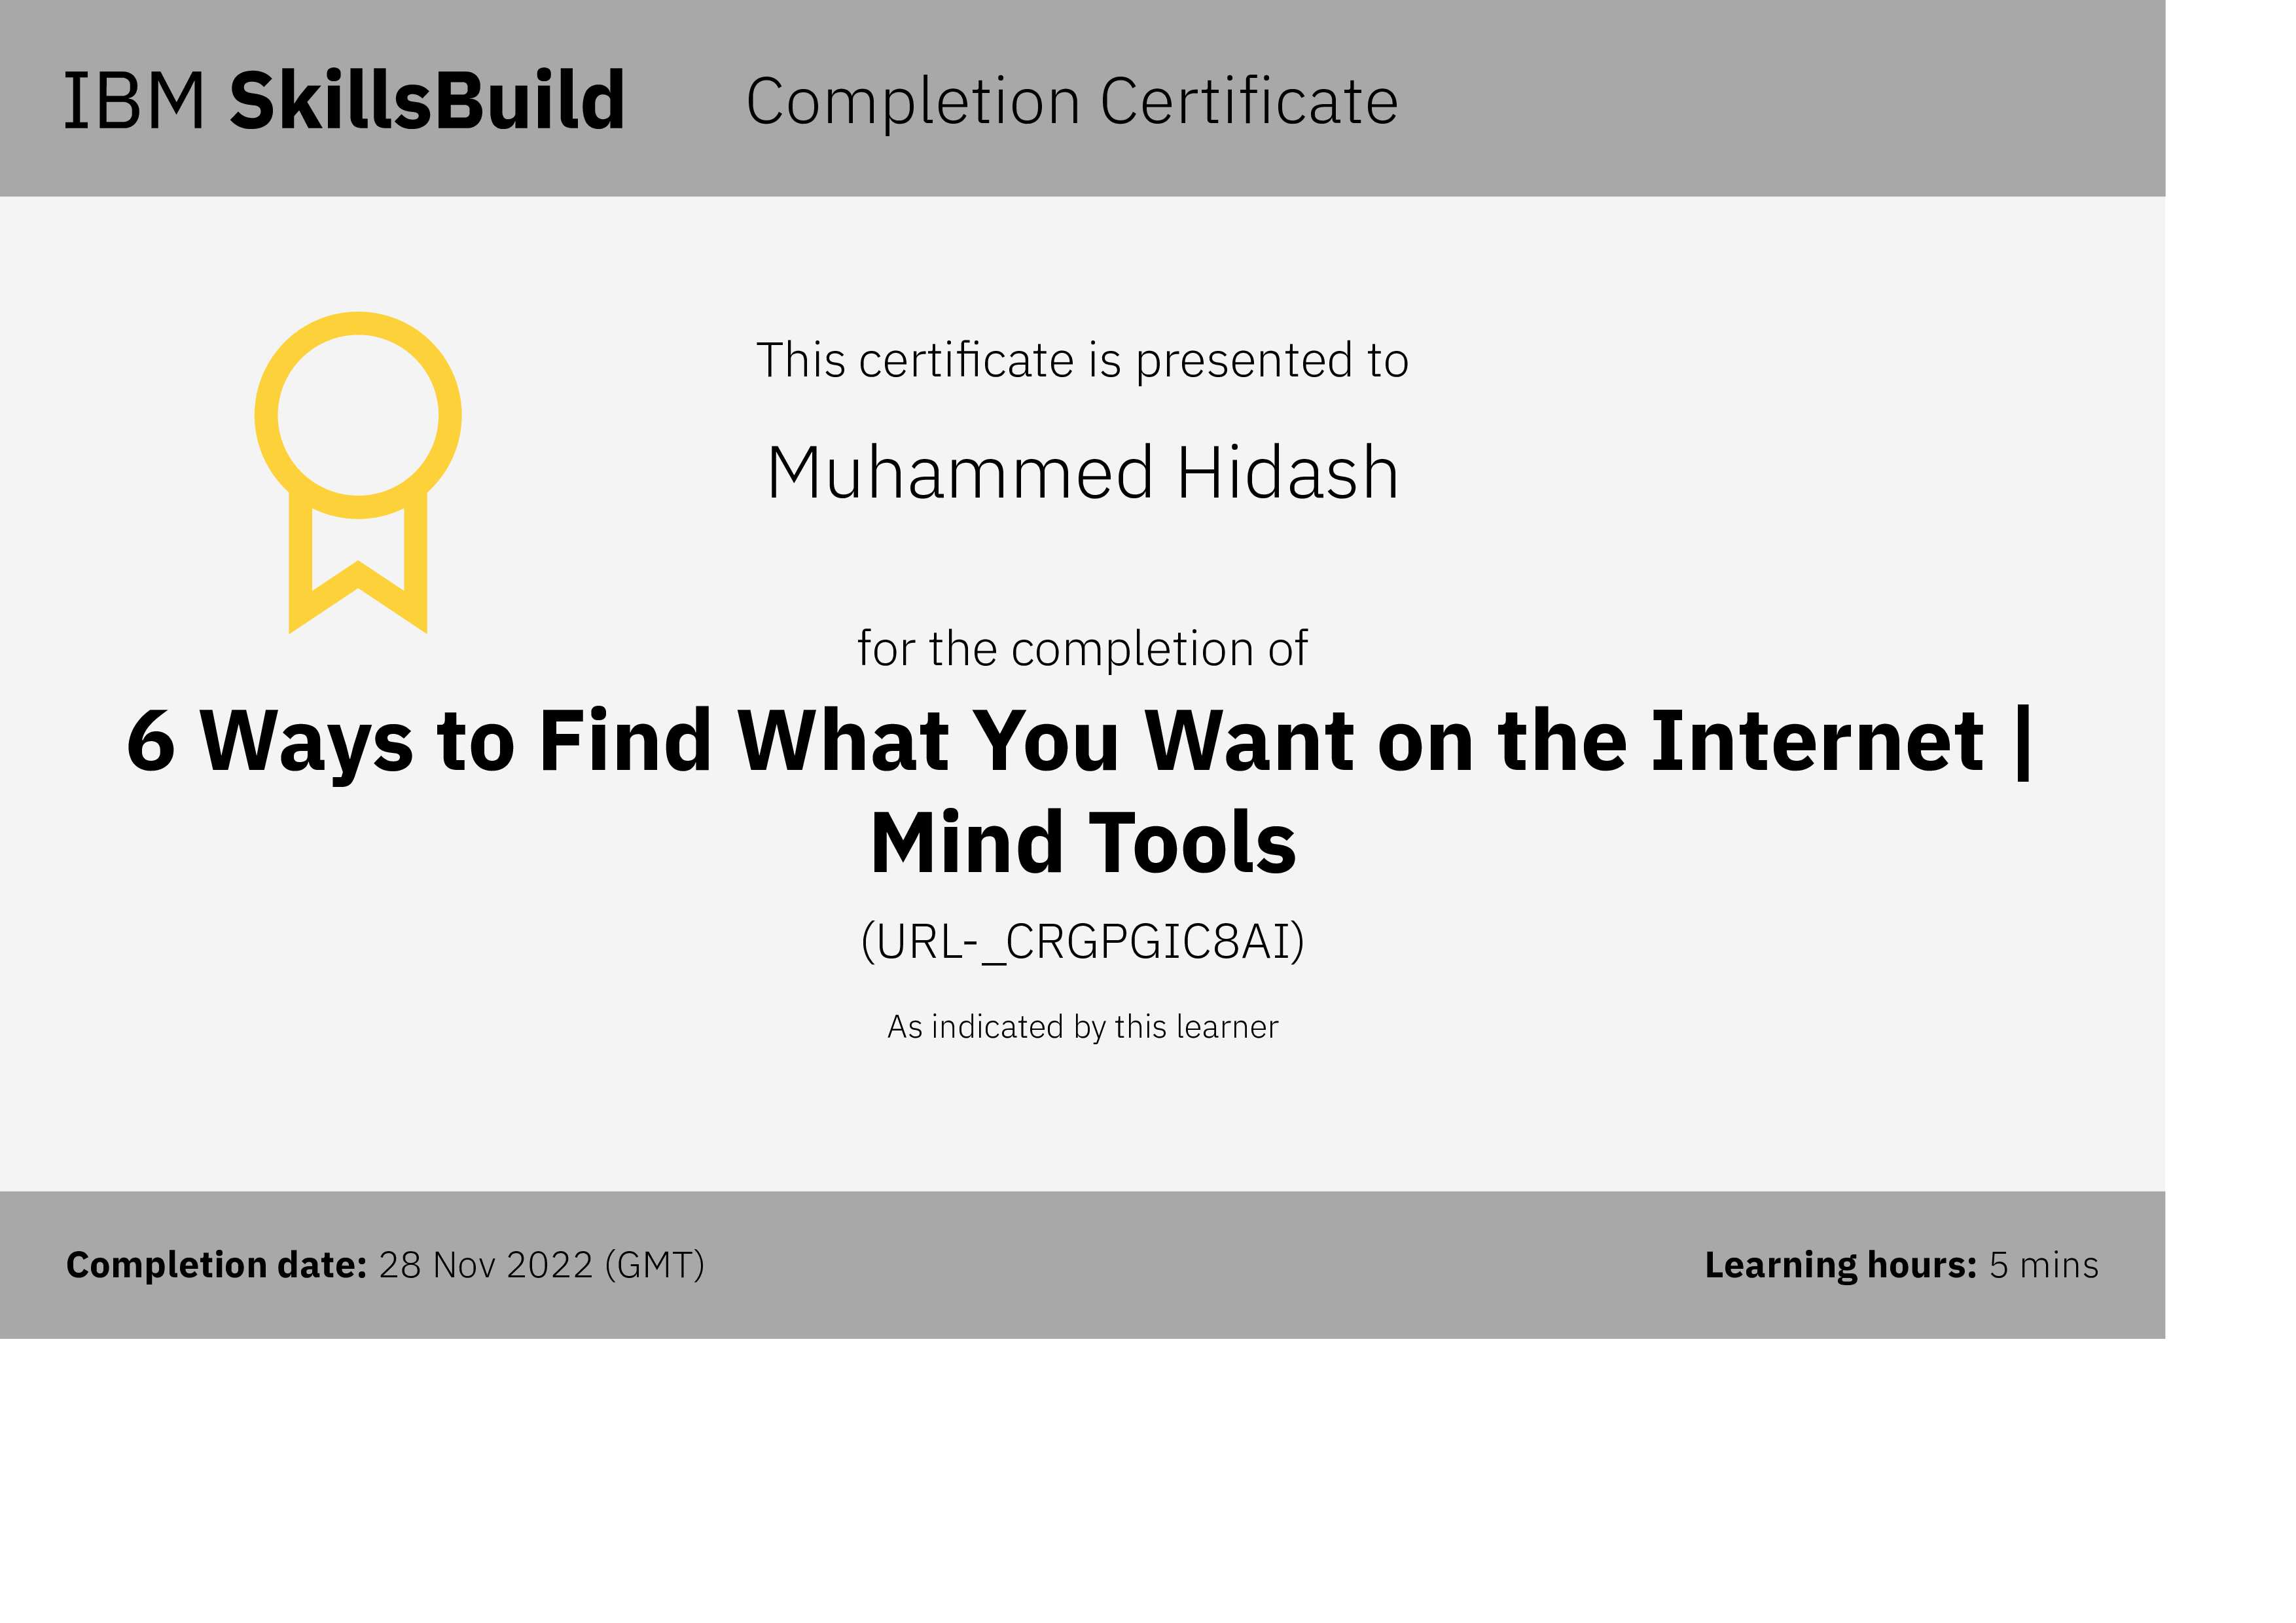 IBM SkillsBuild Completion Certificate
This certificate is presented to
Muhammed Hidash
for the completion of
6 Ways to Find What You Want on the Internet |
Mind Tools
(URL-_CRGPGIC8AI)
As indicated by this learner
Completion date: 28 Nov 2022 (GMT) Learning hours: 5 mins